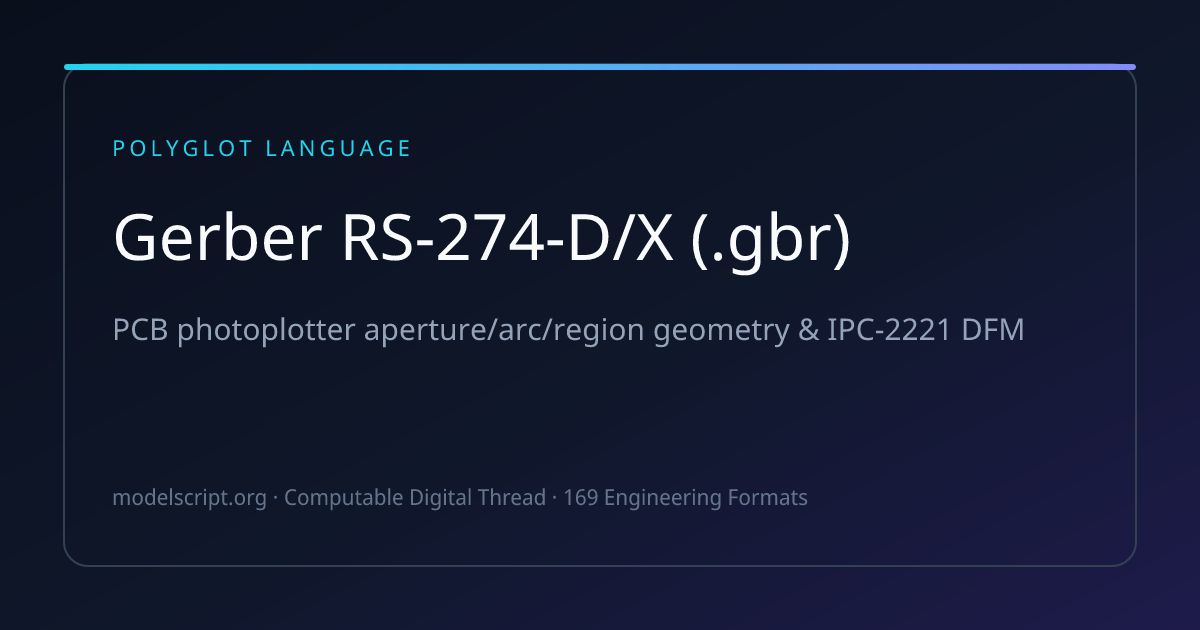 POLYGLOT LANGUAGE
Gerber RS-274-D/X (.gbr)
PCB photoplotter aperture/arc/region geometry & IPC-2221 DFM
modelscript.org · Computable Digital Thread · 169 Engineering Formats